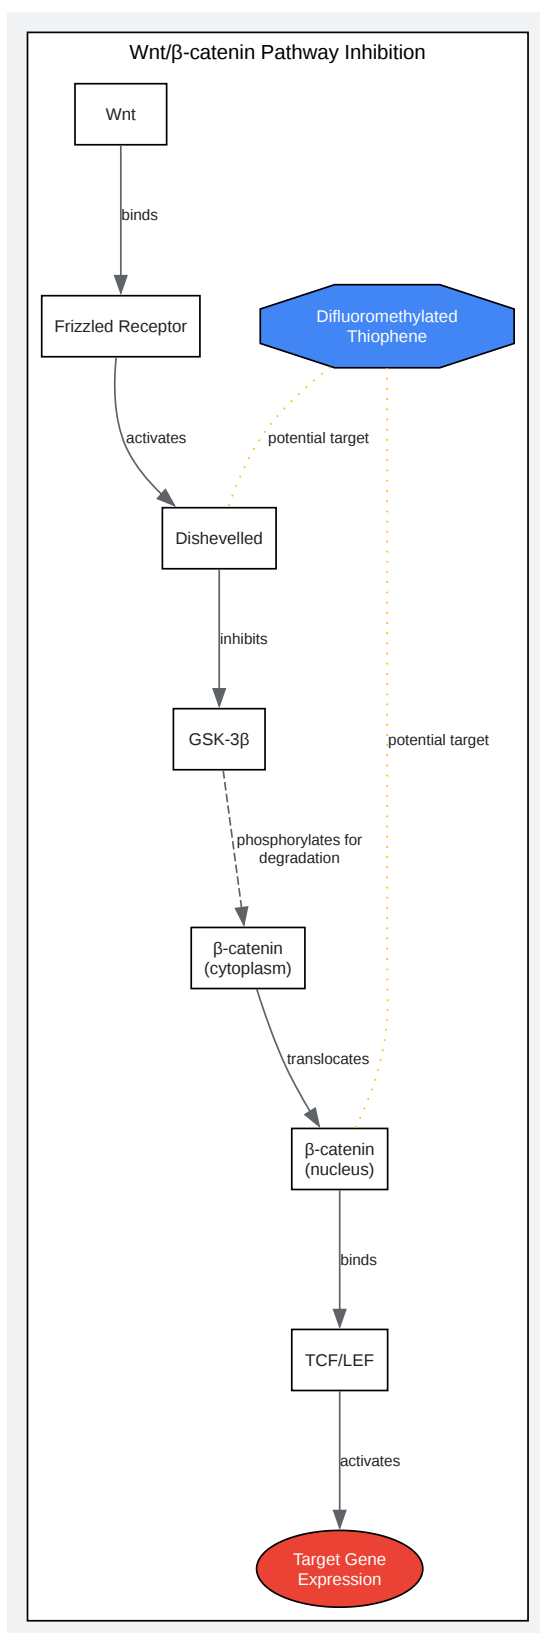 Wnt/β-catenin Pathway Inhibition
Wnt
binds
Frizzled Receptor
Difluoromethylated
Thiophene
activates
potential target
Dishevelled
inhibits
GSK-3β
potential target
phosphorylates for
degradation
β-catenin
(cytoplasm)
translocates
β-catenin
(nucleus)
binds
TCF/LEF
activates
Target Gene
Expression